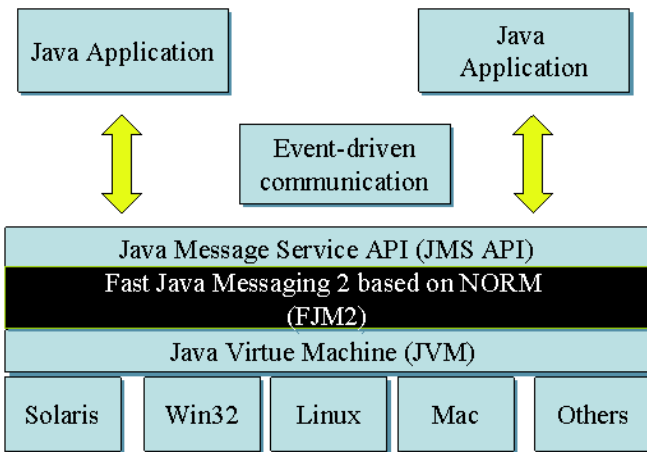 Java Application
Java
Application
Event-driven
communication
Java Message Service API (JMS API)
Fast Java Messaging 2 based on NORM
(FJM2)
Java Virtue Machine (JVM)
Solaris
Win32
Linux
Mac
Others